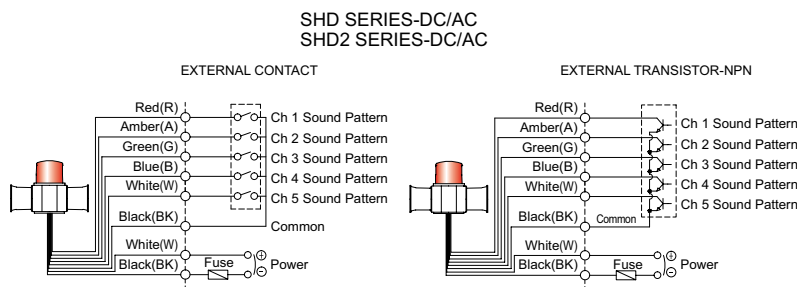 SHD SERIES-DC/AC
SHD2 SERIES-DC/AC
EXTERNAL CONTACT
Red(R)
Ch 1 Sound Pattern
Amber(A)
Ch 2 Sound Pattern
Green(G)
Ch 3 Sound Pattern
Blue(B)
Ch 4 Sound Pattern
White(W)
Ch 5 Sound Pattern
Black(BK)
Common
White(W)
Black(BK)
Fuse
⊕
⊖
Power
EXTERNAL TRANSISTOR-NPN
Red(R)
Ch 1 Sound Pattern
Amber(A)
Ch 2 Sound Pattern
Green(G)
Ch 3 Sound Pattern
Blue(B)
Ch 4 Sound Pattern
White(W)
Ch 5 Sound Pattern
Black(BK)
Common
White(W)
Black(BK)
Fuse
⊕
⊖
Power